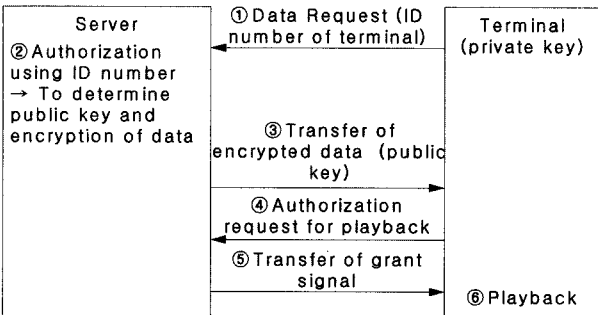 Server
②Authorization
using ID number
→ To determine
public key and
encryption of data
①Data Request (ID
number of terminal)
Terminal
(private key)
③Transfer of
encrypted data (public
key)
④Authorization
request for playback
⑤Transfer of grant
signal
⑥Playback